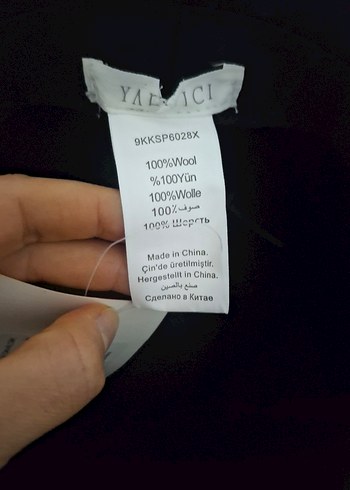 9KKSP6028X
100%Wool
%100Yün
100%Wolle
100٪صوف
100% Шерсть
Made in China.
Çin'de üretilmiştir.
Hergestellt in China.
صنع بالصين
Сделано в Китае